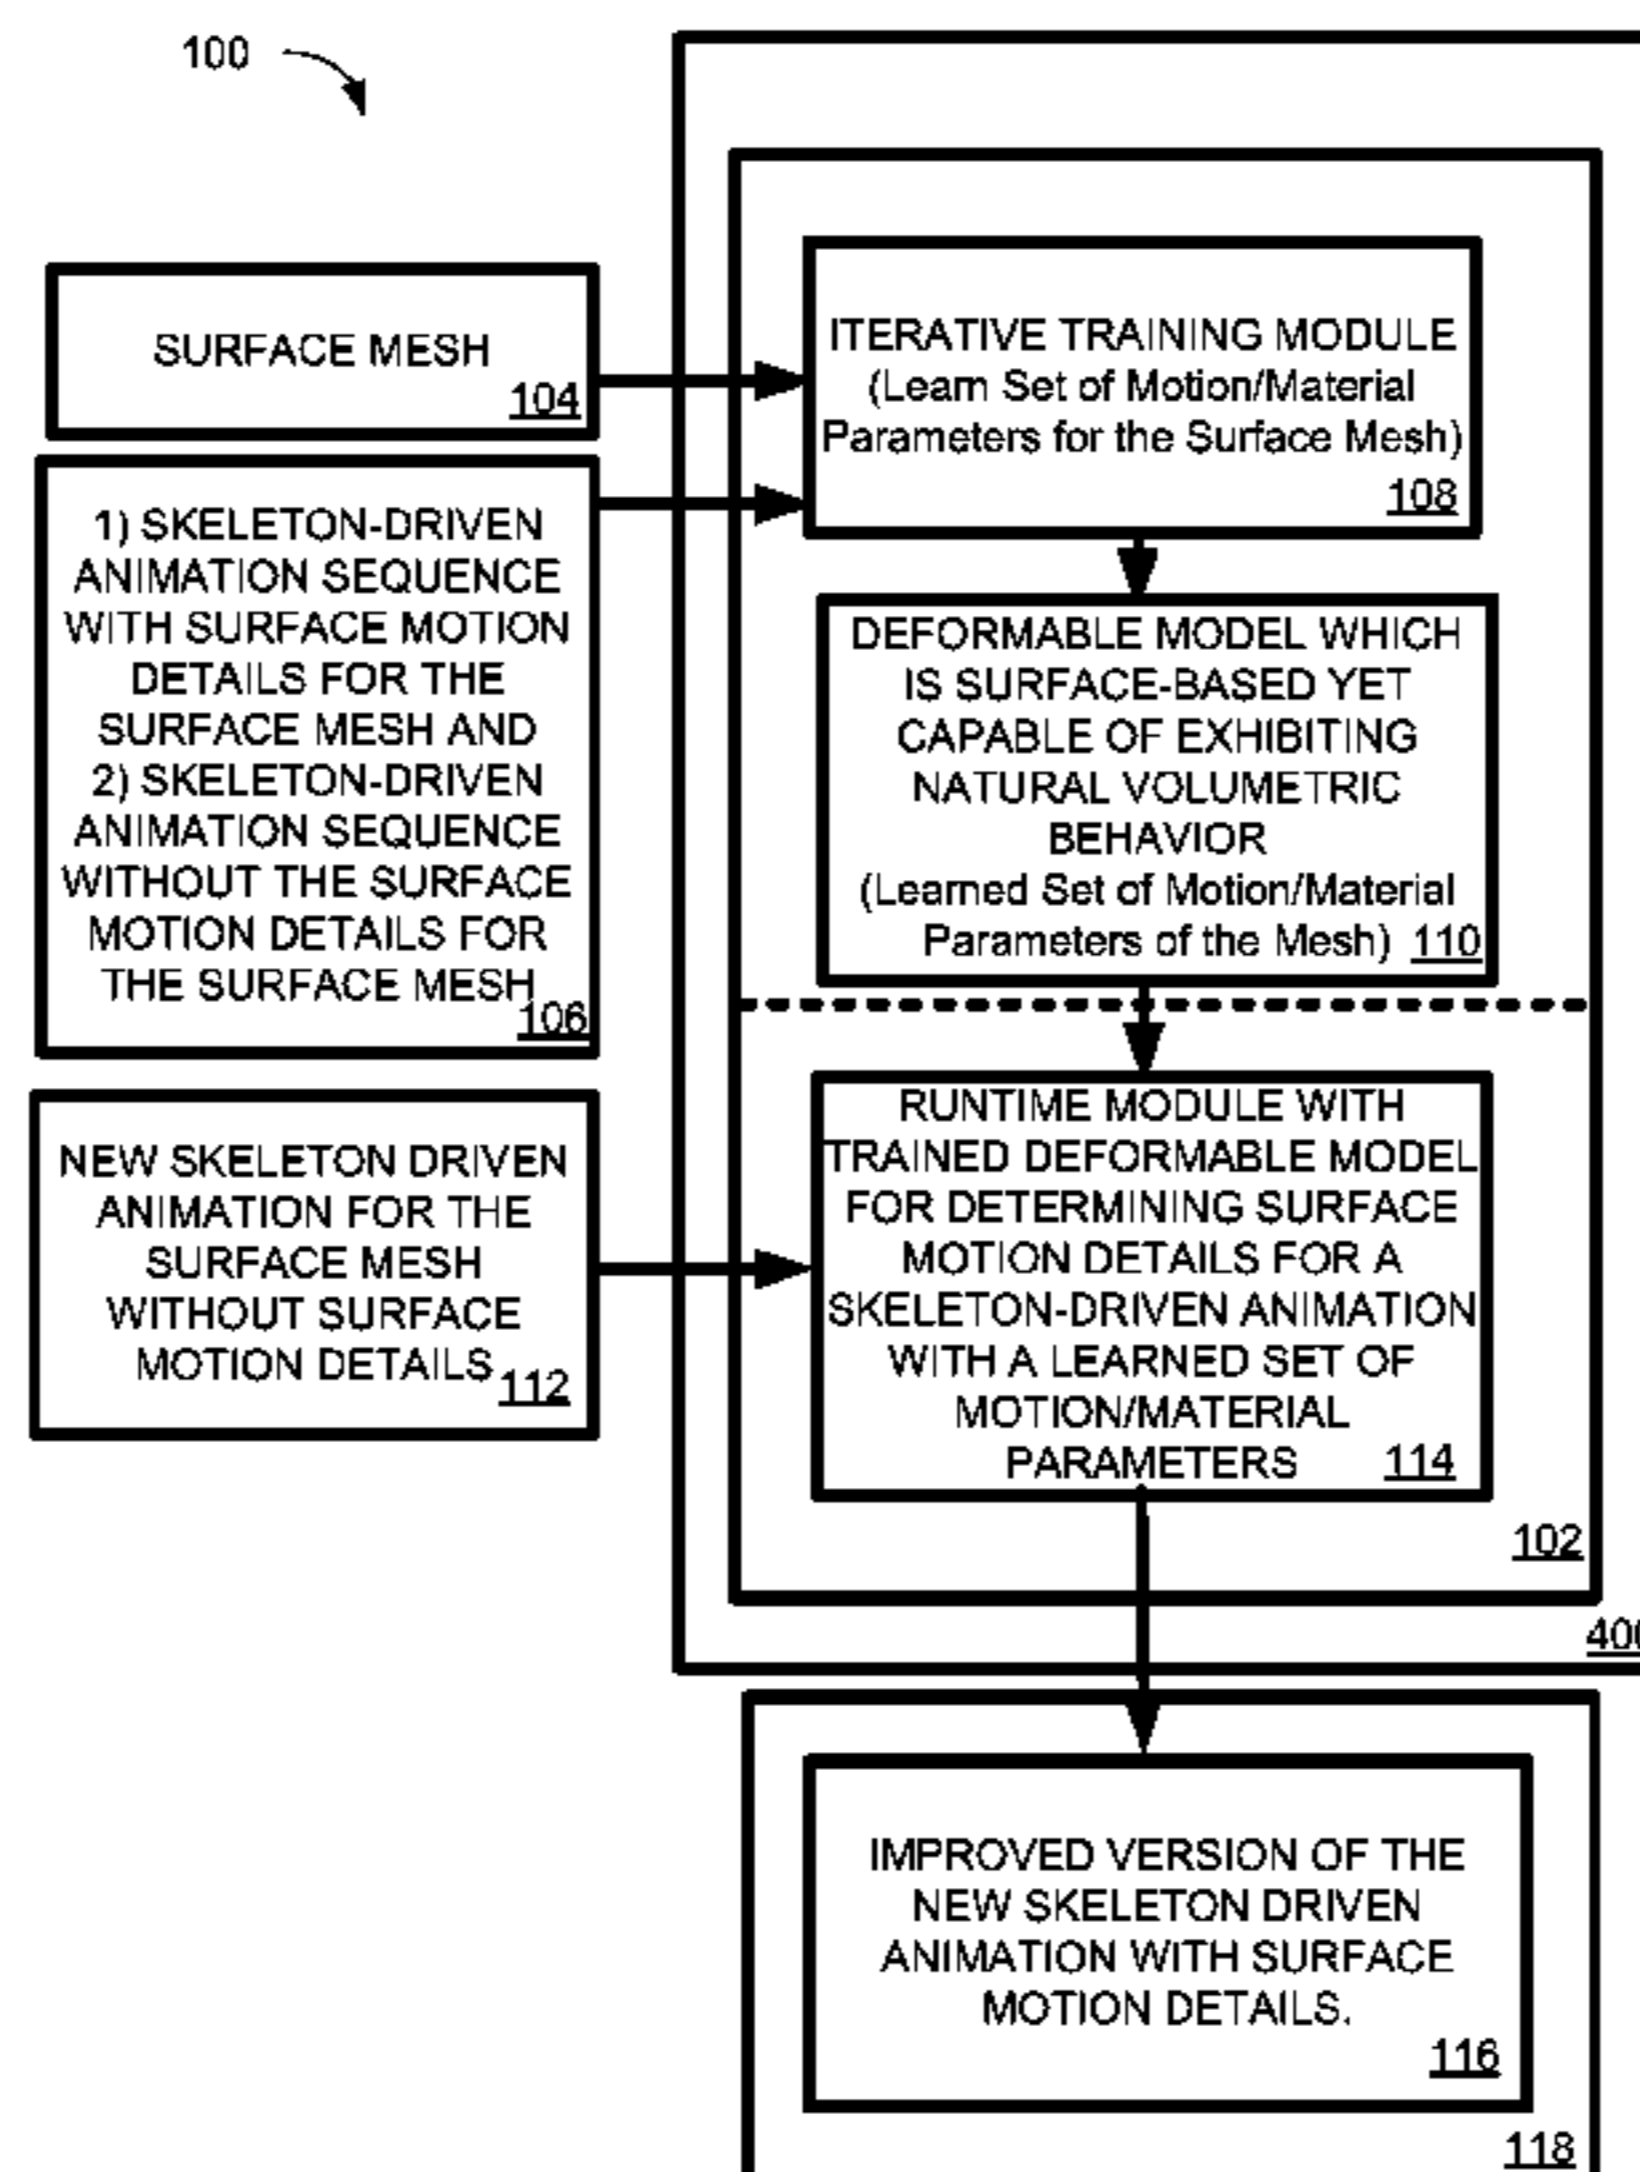 100
SURFACE MESH
104
1) SKELETON-DRIVEN
ANIMATION SEQUENCE
WITH SURFACE MOTION
DETAILS FOR THE
SURFACE MESH AND
2) SKELETON-DRIVEN
ANIMATION SEQUENCE
WITHOUT THE SURFACE
MOTION DETAILS FOR
THE SURFACE MESH
106
NEW SKELETON DRIVEN
ANIMATION FOR THE
SURFACE MESH
WITHOUT SURFACE
MOTION DETAILS
112
ITERATIVE TRAINING MODULE
(Learn Set of Motion/Material
Parameters for the Surface Mesh)
108
DEFORMABLE MODEL WHICH
IS SURFACE-BASED YET
CAPABLE OF EXHIBITING
NATURAL VOLUMETRIC
BEHAVIOR
(Learned Set of Motion/Material
Parameters of the Mesh) 110
RUNTIME MODULE WITH
TRAINED DEFORMABLE MODEL
FOR DETERMINING SURFACE
MOTION DETAILS FOR A
SKELETON-DRIVEN ANIMATION
WITH A LEARNED SET OF
MOTION/MATERIAL
PARAMETERS 114
102
400
IMPROVED VERSION OF THE
NEW SKELETON DRIVEN
ANIMATION WITH SURFACE
MOTION DETAILS.
116
118